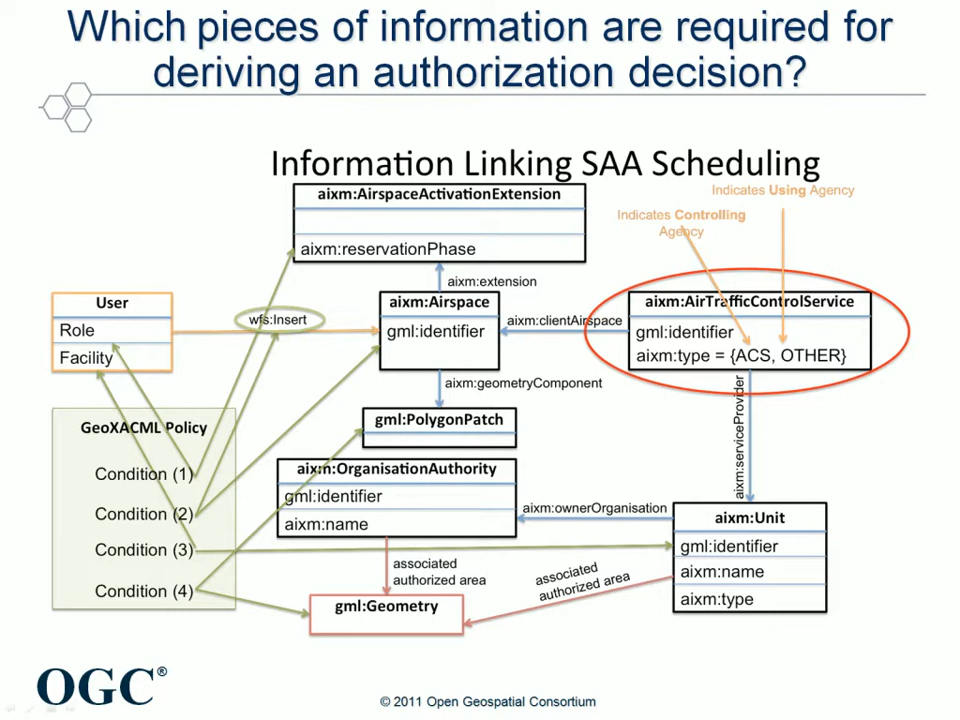 Which pieces of information are required for
deriving an authorization decision?
Information Linking SAA Scheduling
aixm:AirspaceActivationExtension
aixm:reservationPhase
Indicates Using Agency
Indicates Controlling
Agency
aixm:extension
User
Role
Facility
wfs:Insert
aixm:Airspace
gml:identifier
aixm:clientAirspace
aixm:AirTrafficControlService
gml:identifier
aixm:type = {ACS, OTHER}
aixm:geometryComponent
aixm:serviceProvider
gml:PolygonPatch
GeoXACML Policy
Condition (1)
Condition (2)
Condition (3)
Condition (4)
aixm:OrganisationAuthority
gml:identifier
aixm:name
aixm:ownerOrganisation
aixm:Unit
gml:identifier
aixm:name
aixm:type
associated
authorized area
associated
authorized area
gml:Geometry
OGC®
© 2011 Open Geospatial Consortium